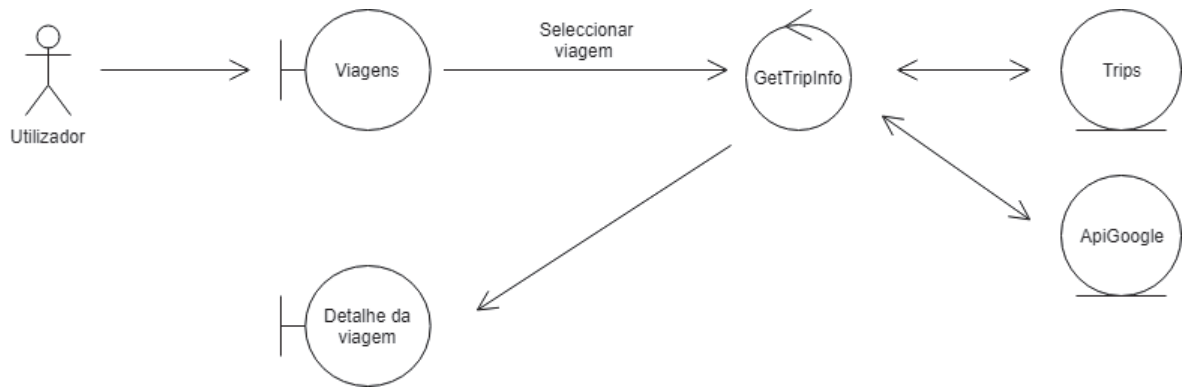 Utilizador
Viagens
Seleccionar
viagem
GetTripInfo
Trips
ApiGoogle
Detalhe da
viagem